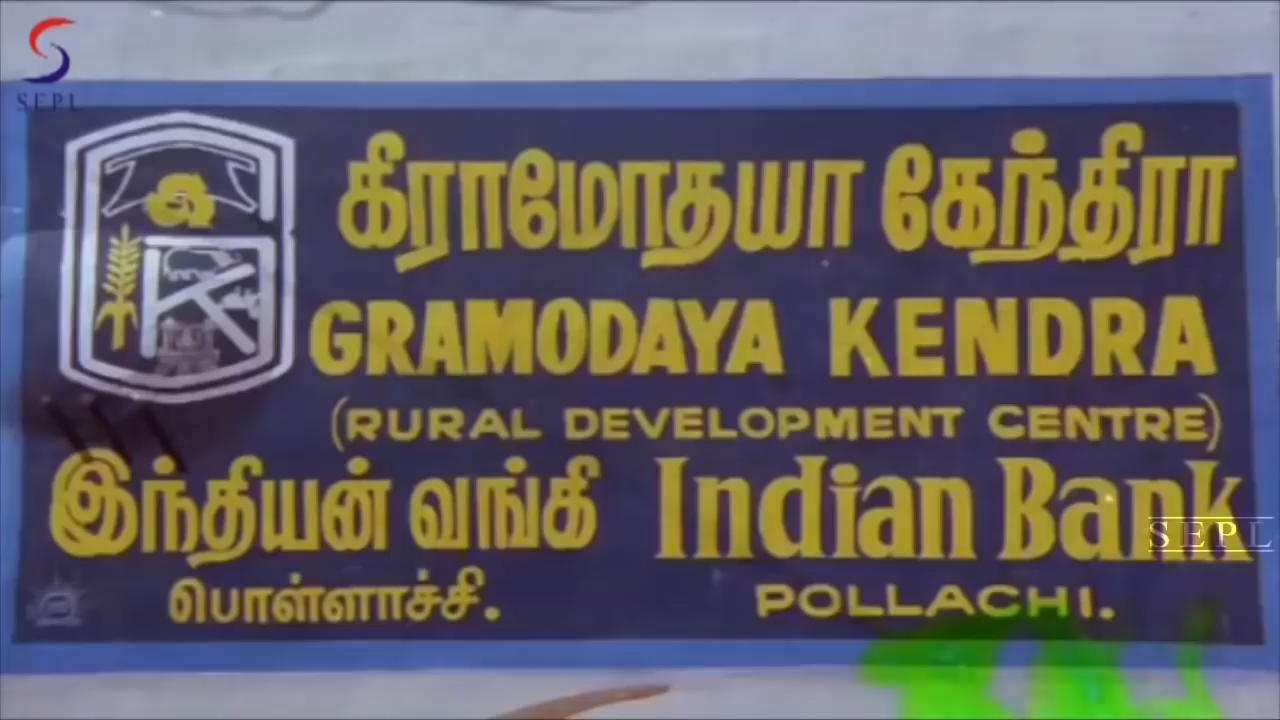 SEPL
கிராமோதயா கேந்திரா
GRAMODAYA KENDRA
(RURAL DEVELOPMENT CENTRE)
இந்தியன் வங்கி Indian Bank
பொள்ளாச்சி. POLLACHI.
SEPL